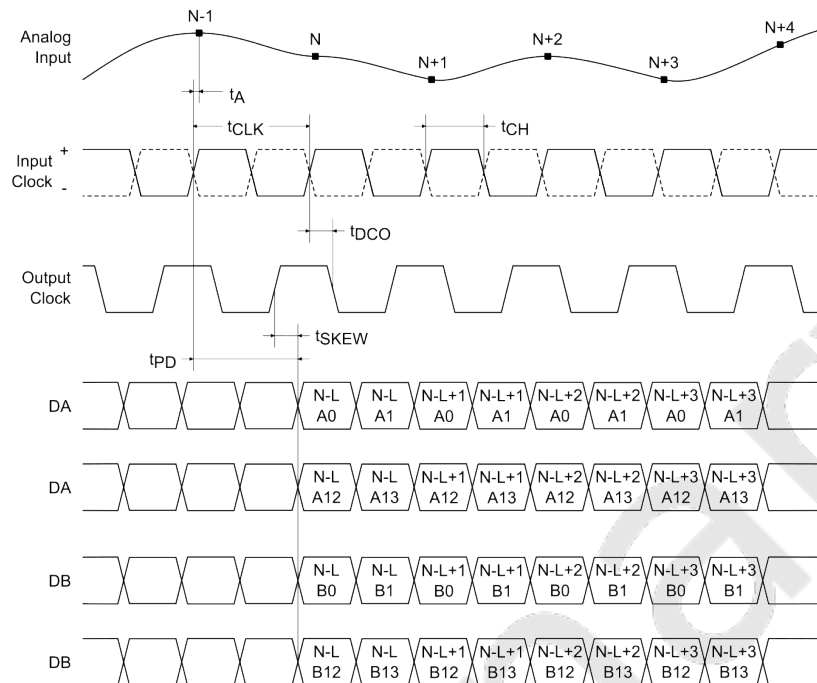 N-1
N
N+1
N+2
N+3
N+4
Analog
Input
tA
tCLK
tCH
Input
Clock
+
-
tDCO
Output
Clock
tSKEW
tPD
DA
N-L N-L N-L+1 N-L+1 N-L+2 N-L+2 N-L+3 N-L+3
A0 A1 A0 A1 A0 A1 A0 A1
DA
N-L N-L N-L+1 N-L+1 N-L+2 N-L+2 N-L+3 N-L+3
A12 A13 A12 A13 A12 A13 A12 A13
DB
N-L N-L N-L+1 N-L+1 N-L+2 N-L+2 N-L+3 N-L+3
B0 B1 B0 B1 B0 B1 B0 B1
DB
N-L N-L N-L+1 N-L+1 N-L+2 N-L+2 N-L+3 N-L+3
B12 B13 B12 B13 B12 B13 B12 B13